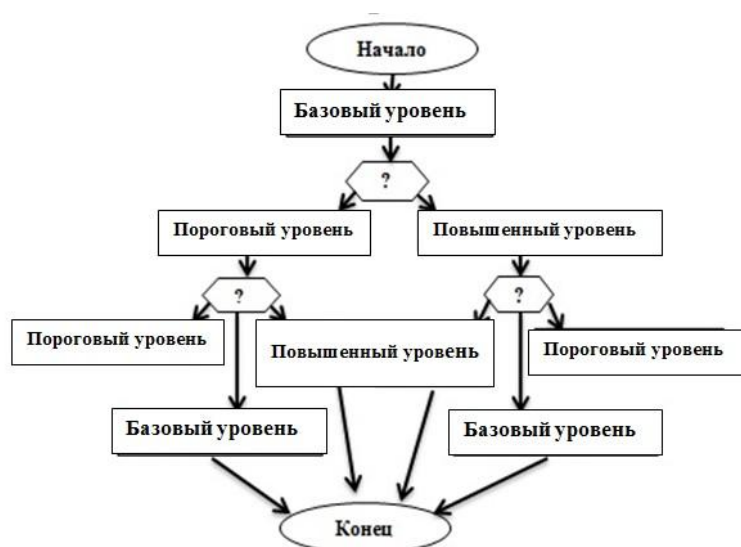 Начало
Базовый уровень
?
Пороговый уровень
Повышенный уровень
?
?
Пороговый уровень
Повышенный уровень
Пороговый уровень
Базовый уровень
Базовый уровень
Конец